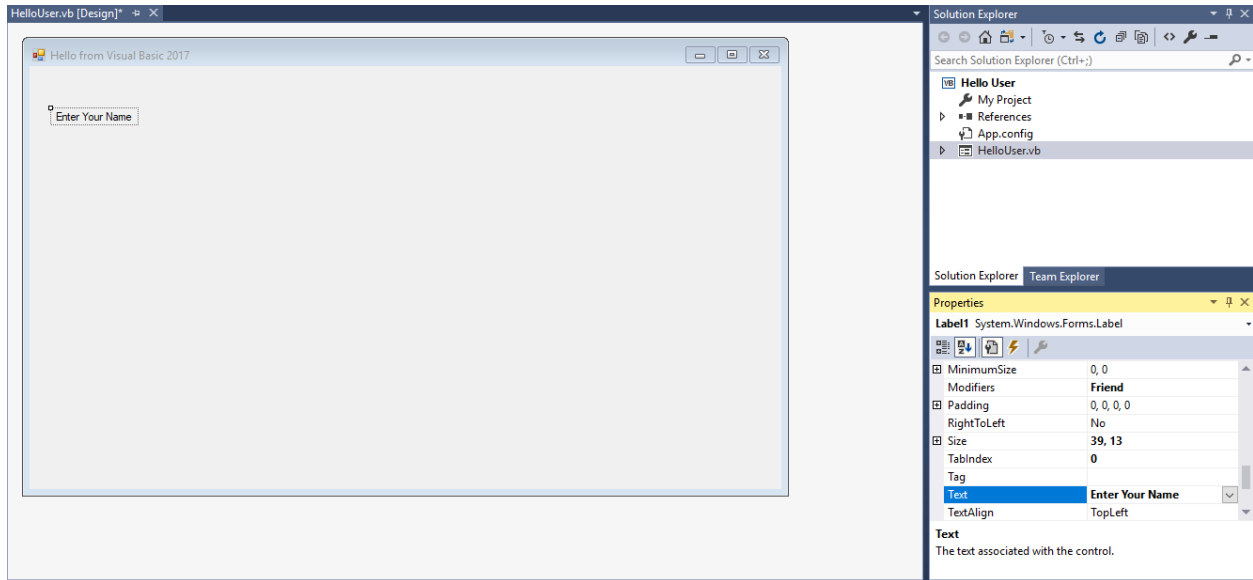 HelloUser.vb [Design]*
Hello from Visual Basic 2017
Enter Your Name
Solution Explorer
Search Solution Explorer (Ctrl+;)
VB Hello User
My Project
References
App.config
HelloUser.vb
Solution Explorer Team Explorer
Properties
Label1 System.Windows.Forms.Label
MinimumSize 0, 0
Modifiers Friend
Padding 0, 0, 0, 0
RightToLeft No
Size 39, 13
TabIndex 0
Tag
Text Enter Your Name
TextAlign TopLeft
Text
The text associated with the control.